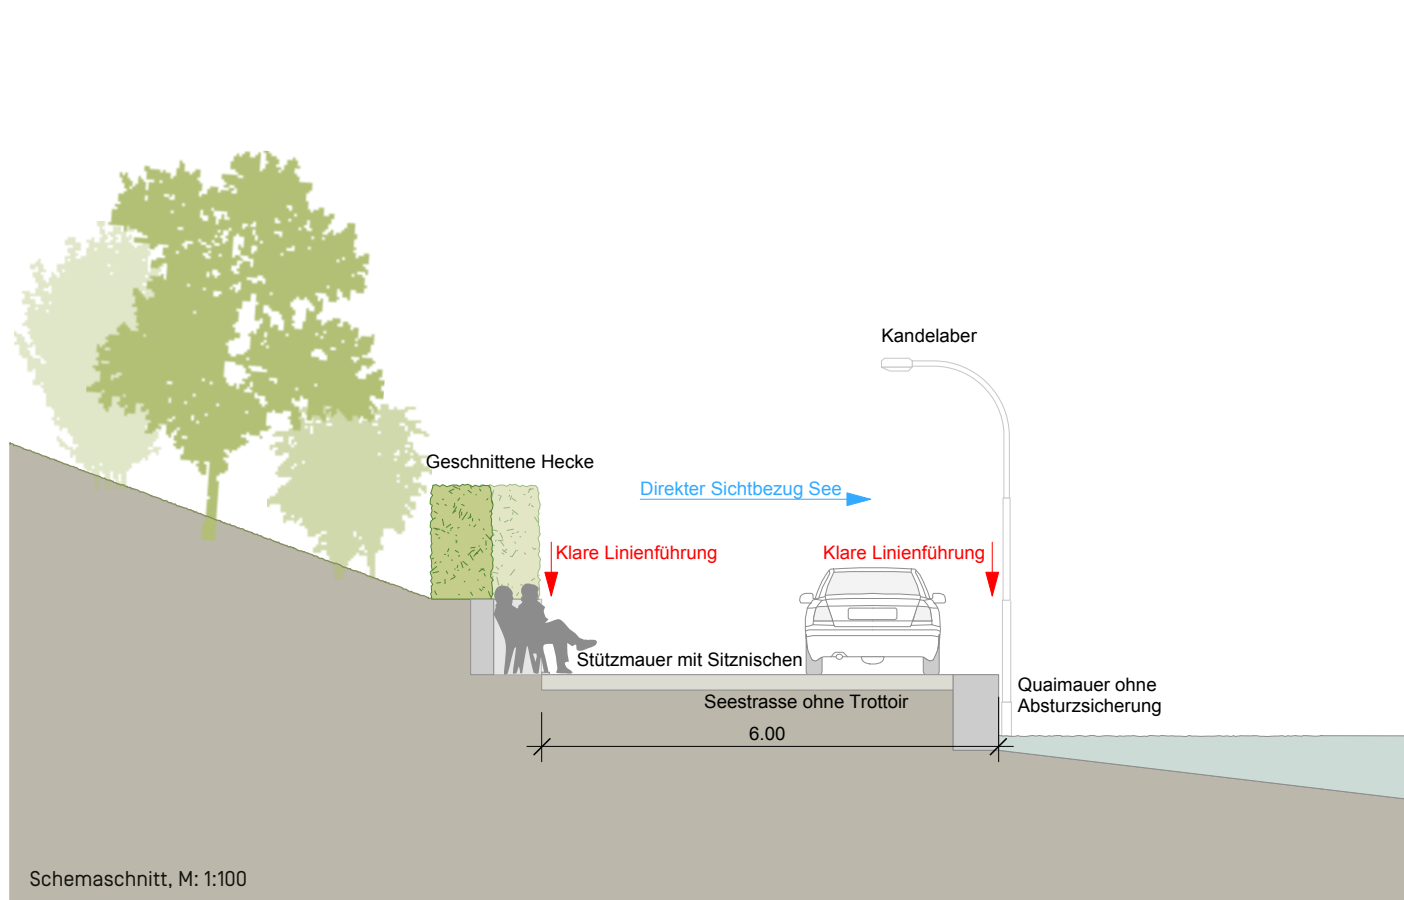 Kandelaber
Geschnittene Hecke
Direkter Sichtbezug See
Klare Linienführung
Klare Linienführung
Stützmauer mit Sitznischen
Quaimauer ohne
Absturzsicherung
Seestrasse ohne Trottoir
6.00
Schemaschnitt, M: 1:100